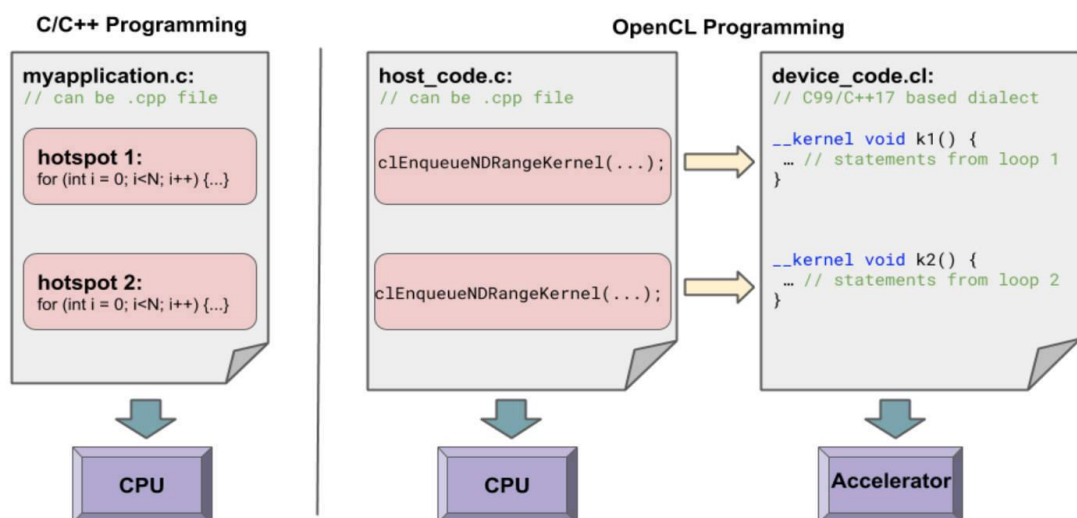 C/C++ Programming
myapplication.c:
// can be .cpp file
hotspot 1:
for (int i = 0; i<N; i++) {...}
hotspot 2:
for (int i = 0; i<N; i++) {...}
CPU
OpenCL Programming
host_code.c:
// can be .cpp file
clEnqueueNDRangeKernel(...);
clEnqueueNDRangeKernel(...);
CPU
device_code.cl:
// C99/C++17 based dialect
__kernel void k1() {
… // statements from loop 1
}
__kernel void k2() {
… // statements from loop 2
}
Accelerator